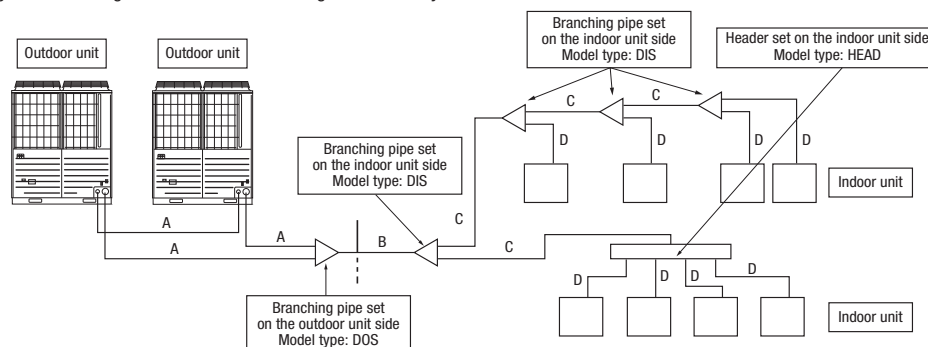 Outdoor unit
Outdoor unit
Branching pipe set
on the indoor unit side
Model type: DIS
Header set on the indoor unit side
Model type: HEAD
C
C
D
D
D
D
Branching pipe set
on the indoor unit side
Model type: DIS
Indoor unit
A
A
A
B
C
C
D
D
D
D
Branching pipe set
on the outdoor unit side
Model type: DOS
Indoor unit